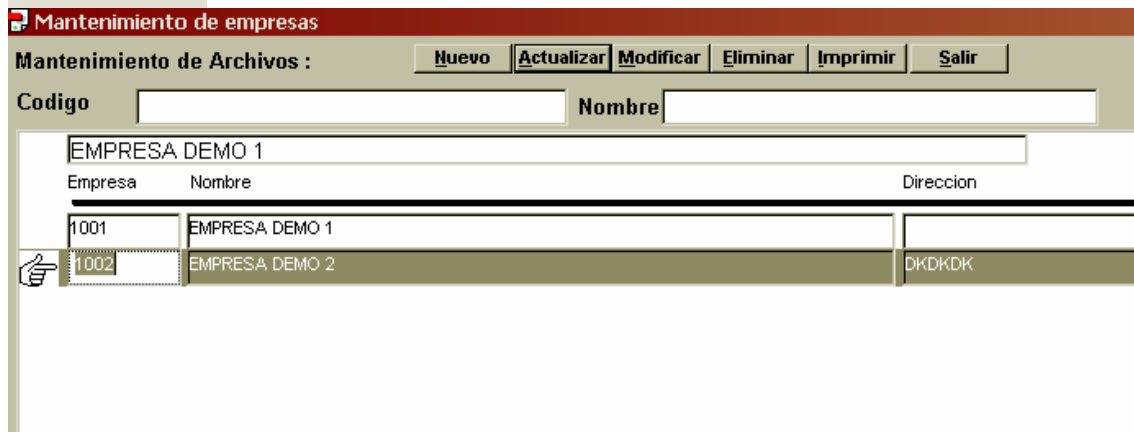 Mantenimiento de empresas
Mantenimiento de Archivos : Nuevo Actualizar Modificar Eliminar Imprimir Salir
Codigo Nombre
EMPRESA DEMO 1
Empresa Nombre Direccion
1001 EMPRESA DEMO 1
1002 EMPRESA DEMO 2 DKDKDK